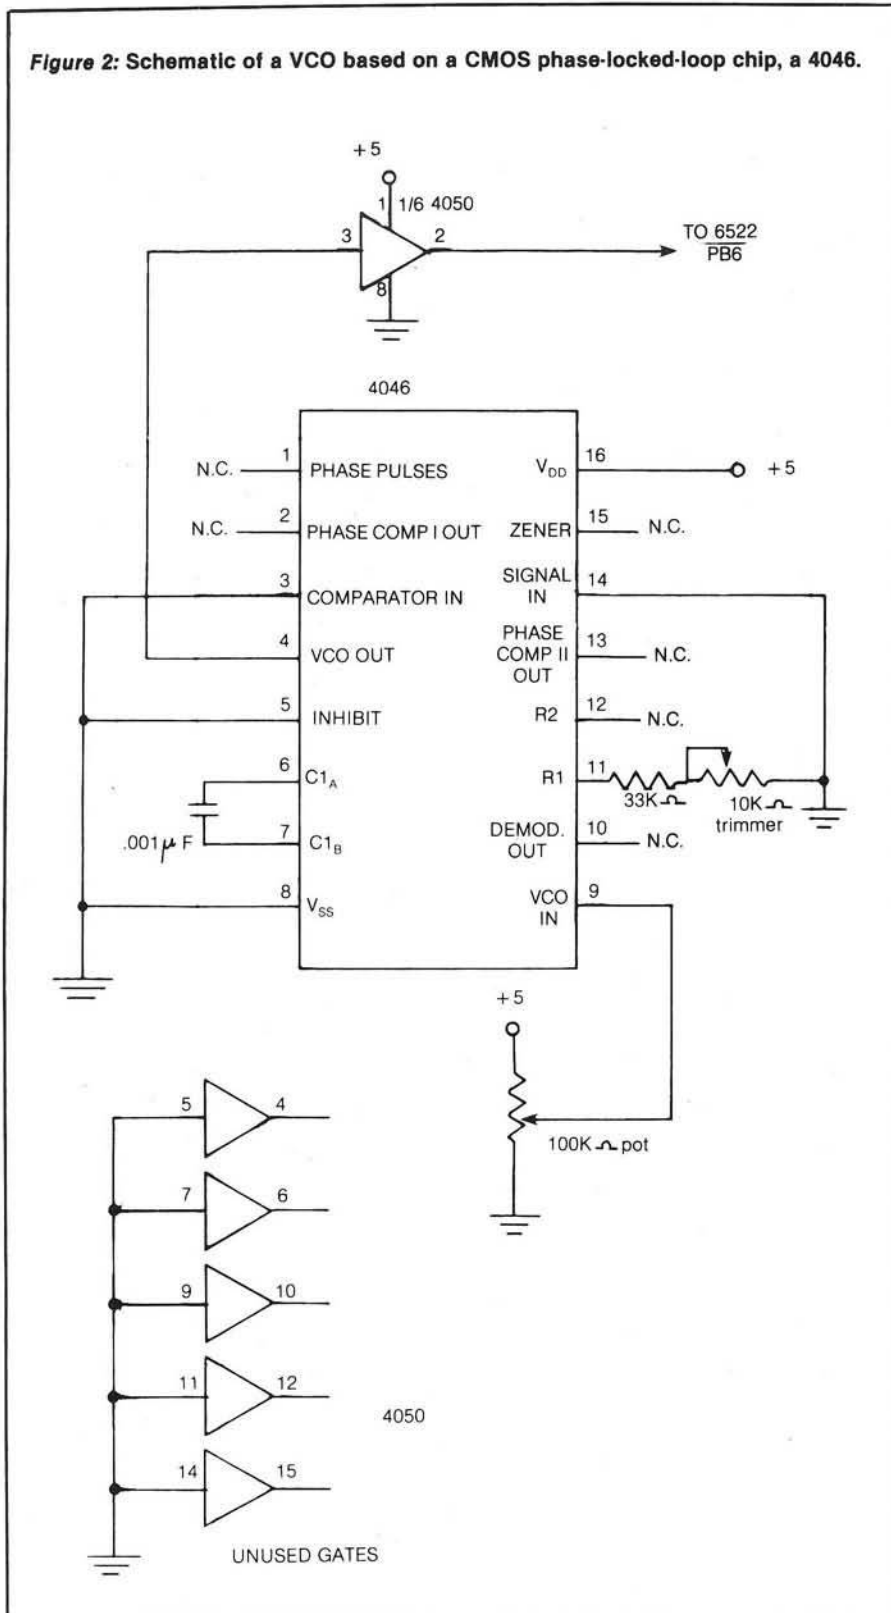 Figure 2: Schematic of a VCO based on a CMOS phase-locked-loop chip, a 4046.
+5
1 1/6 4050
3 2
8
TO 6522
PB6
4046
1
N.C. PHASE PULSES
2
N.C. PHASE COMP I OUT
3
COMPARATOR IN
4
VCO OUT
5
INHIBIT
6
C1A
.001 μF
7
C1B
8
VSS
16
VDD +5
15
ZENER N.C.
SIGNAL 14
IN
PHASE
COMP II 13
OUT N.C.
12
R2 N.C.
11
R1
33K Ω
10K Ω
trimmer
DEMOD. 10
OUT N.C.
VCO 9
IN
+5
100K Ω pot
5 4
7 6
9 10
11 12
4050
14 15
UNUSED GATES